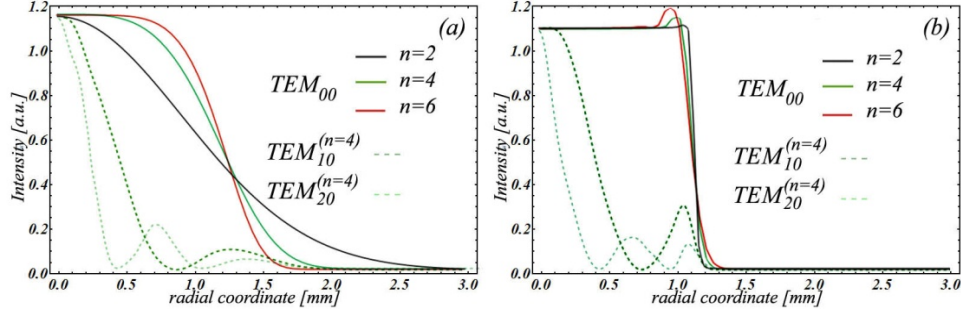 1.2
1.0
0.8
0.6
0.4
0.2
0.0
Intensity [a.u.]
(a)
n=2
TEM00 n=4
n=6
TEM10(n=4)
TEM20(n=4)
0.0 0.5 1.0 1.5 2.0 2.5 3.0
radial coordinate [mm]
1.2
1.0
0.8
0.6
0.4
0.2
0.0
Intensity [a.u.]
(b)
n=2
TEM00 n=4
n=6
TEM10(n=4)
TEM20(n=4)
0.0 0.5 1.0 1.5 2.0 2.5 3.0
radial coordinate [mm]